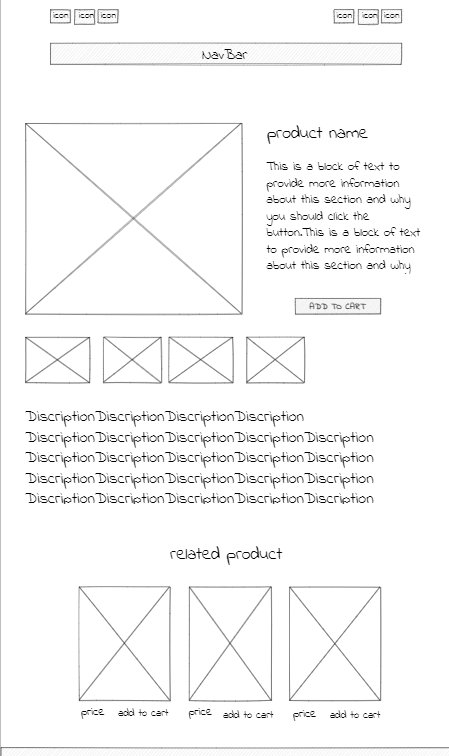 icon icon icon icon icon icon
NavBar
product name
This is a block of text to
provide more information
about this section and why
you should click the
button.This is a block of text
to provide more information
about this section and why
ADD TO CART
DiscriptionDiscriptionDiscriptionDiscription
DiscriptionDiscriptionDiscriptionDiscriptionDiscription
DiscriptionDiscriptionDiscriptionDiscriptionDiscription
DiscriptionDiscriptionDiscriptionDiscriptionDiscription
DiscriptionDiscriptionDiscriptionDiscriptionDiscription
related product
price add to cart price add to cart price add to cart